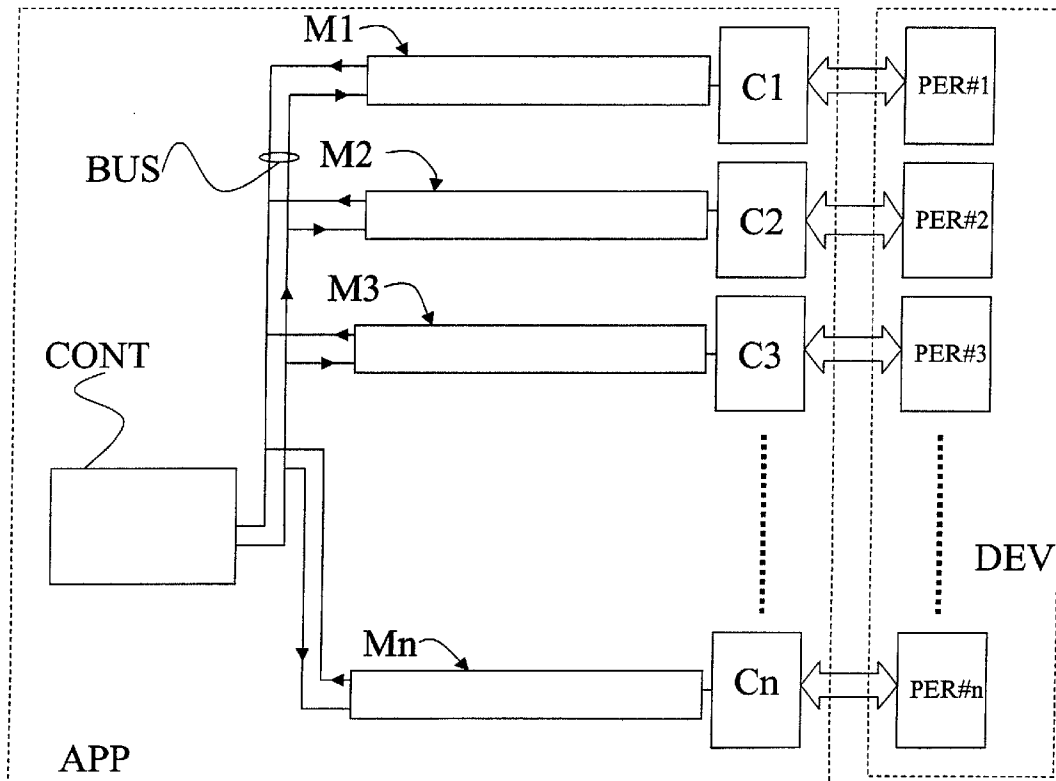 M1
C1
PER#1
BUS
M2
C2
PER#2
M3
C3
PER#3
CONT
DEV
Mn
Cn
PER#n
APP